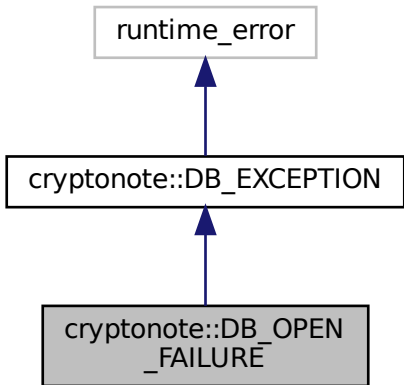 runtime_error
cryptonote::DB_EXCEPTION
cryptonote::DB_OPEN
_FAILURE